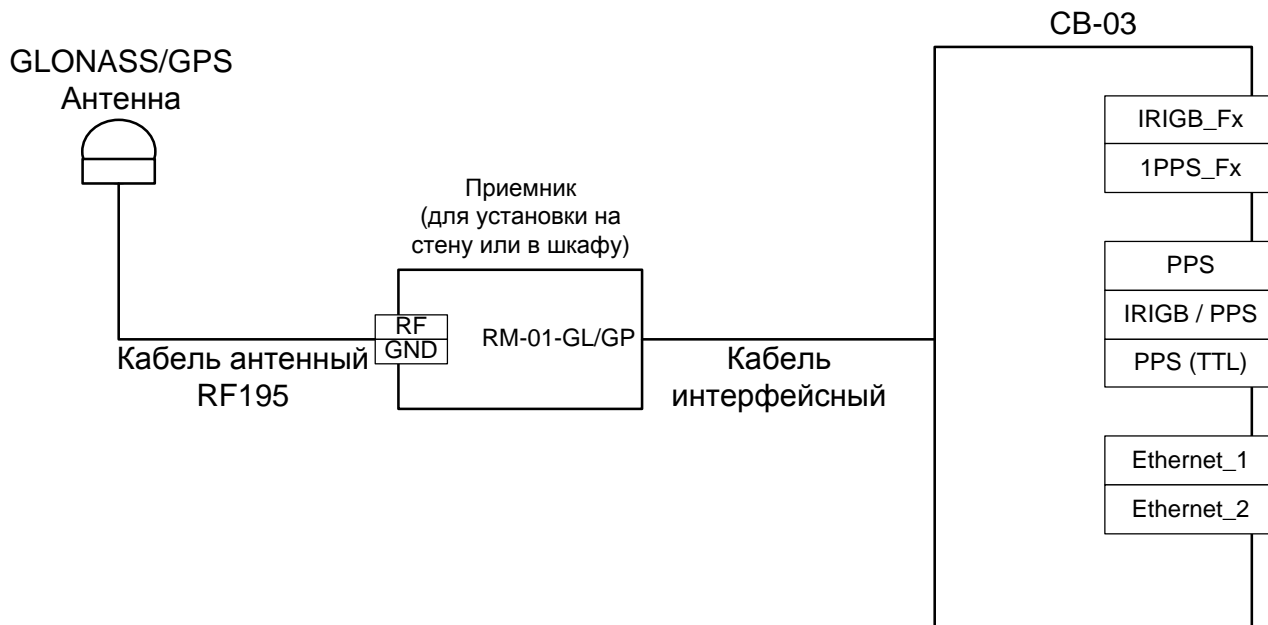 СВ-03
GLONASS/GPS
Антенна
Приемник
(для установки на
стену или в шкафу)
RF
GND
RM-01-GL/GP
Кабель антенный
RF195
Кабель
интерфейсный
IRIGB_Fx
1PPS_Fx
PPS
IRIGB / PPS
PPS (TTL)
Ethernet_1
Ethernet_2